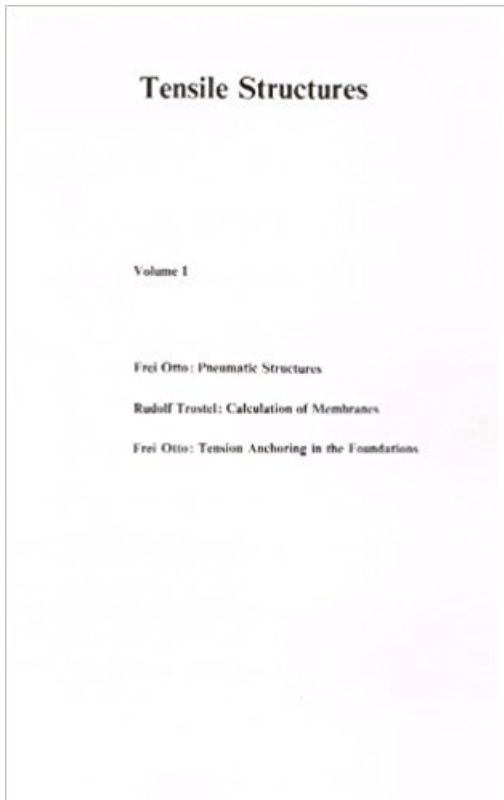 Tensile Structures
Volume 1
Frei Otto: Pneumatic Structures
Rudolf Trostel: Calculation of Membranes
Frei Otto: Tension Anchoring in the Foundations